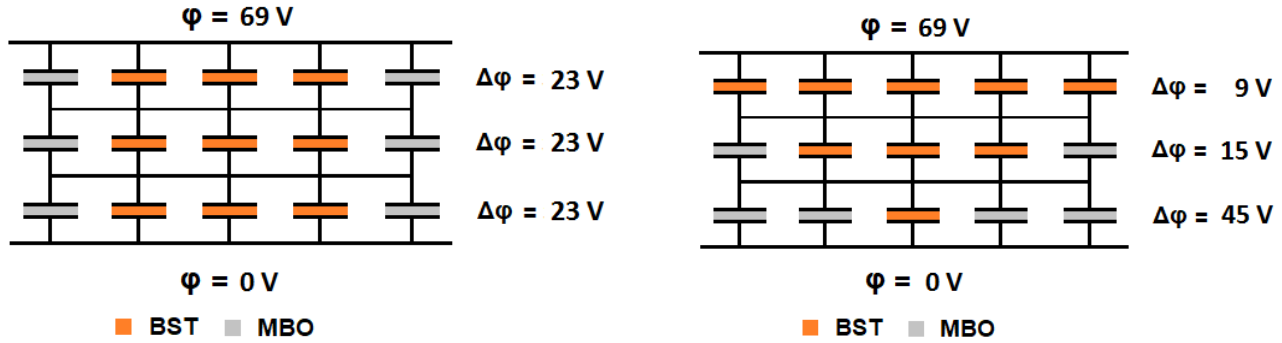 φ = 69 V
Δφ = 23 V
Δφ = 23 V
Δφ = 23 V
φ = 0 V
BST MBO
φ = 69 V
Δφ = 9 V
Δφ = 15 V
Δφ = 45 V
φ = 0 V
BST MBO